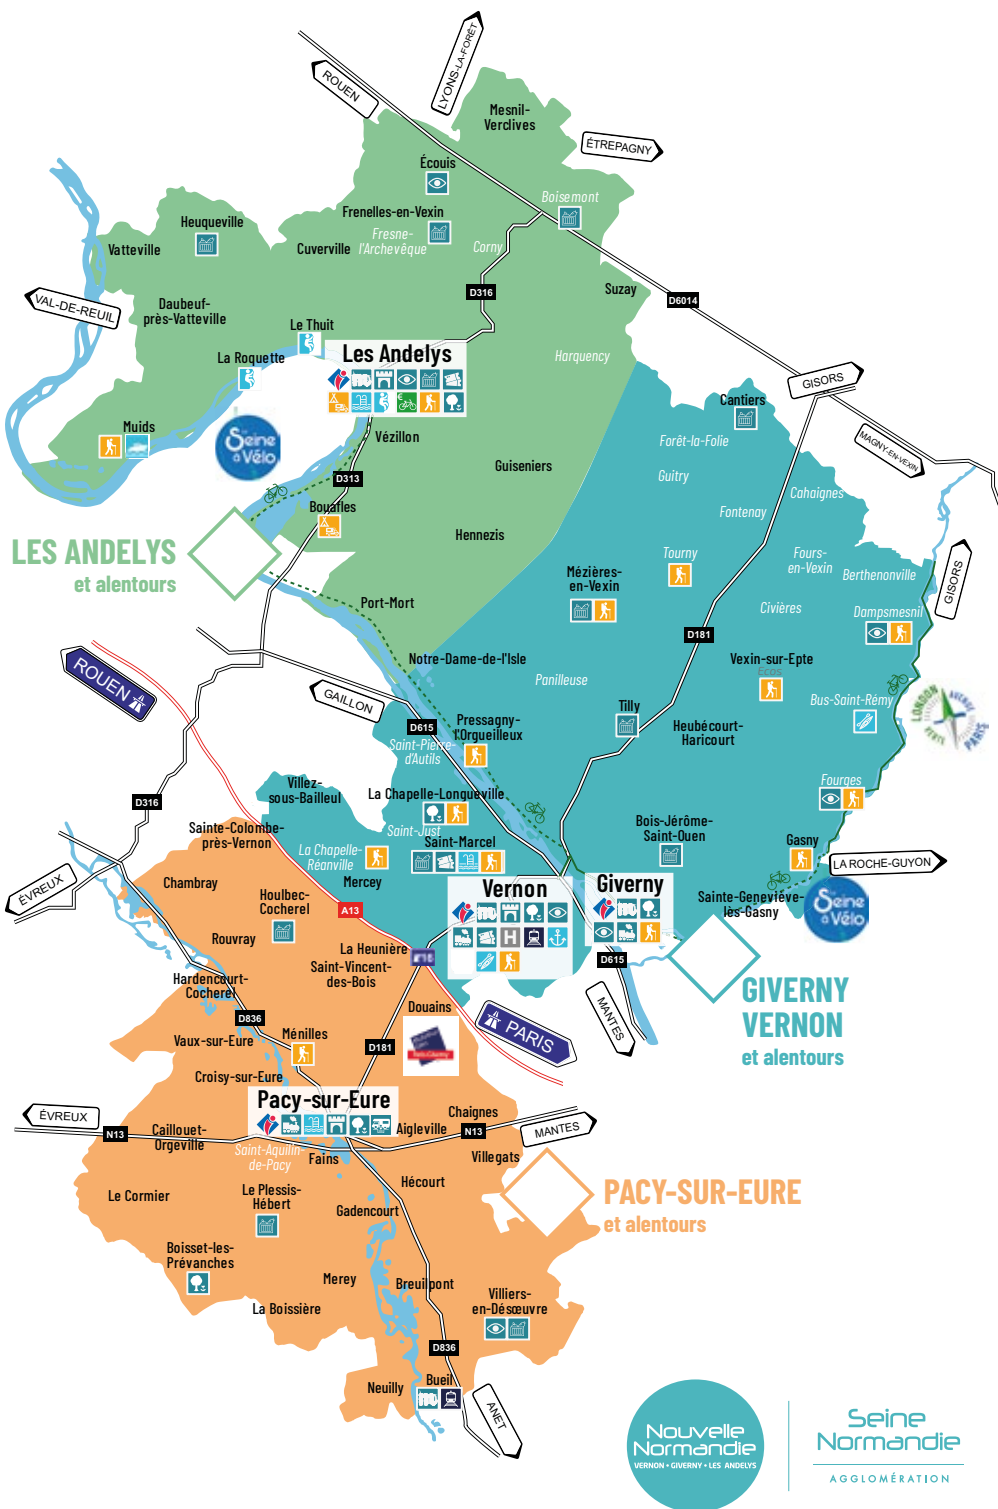 LYONS-LA-FORÊT
ROUEN
Mesnil-
Verclives
ÉTREPAGNY
Écouis
Boisemont
Heuqueville
Frenelles-en-Vexin
Fresne-
l'Archevêque
Vatteville
Cuverville
Corny
VAL-DE-REUIL
Daubeuf-
près-Vatteville
D316
Suzay
D6014
Le Thuit
La Roquette
Les Andelys
Harquency
GISORS
Cantiers
Muids
Seine
à Vélo
Vézillon
Forêt-la-Folie
MAGNY-EN-VEXIN
Guiseniers
Guitry
D313
Cahaignes
Bouafles
Fontenay
Hennezis
LES ANDELYS
et alentours
Tourny
Fours-
en-Vexin
Mézières-
en-Vexin
Berthenonville
GISORS
Port-Mort
Civières
Dampsmesnil
D181
ROUEN
Notre-Dame-de-l'Isle
Vexin-sur-Epte
Écos
Panilleuse
GAILLON
Bus-Saint-Rémy
LONDON
AVENUE
VERTE
PARIS
D615
Pressagny-
l'Orgueilleux
Tilly
Heubécourt-
Haricourt
Saint-Pierre-
d'Autils
Villez-
sous-Bailleul
La Chapelle-Longueville
Fourges
D316
Sainte-Colombe-
près-Vernon
Saint-Just
Bois-Jérôme-
Saint-Ouen
La Chapelle-
Réanville
Saint-Marcel
Gasny
LA ROCHE-GUYON
ÉVREUX
Chambray
Mercey
Vernon
Giverny
Houlbec-
Cocherel
Sainte-Geneviève-
lès-Gasny
Seine
à Vélo
A13
H
Rouvray
La Heunière
16
D615
Saint-Vincent-
des-Bois
Hardencourt-
Cocherel
GIVERNY
VERNON
et alentours
Douains
MANTES
D836
PARIS
Vaux-sur-Eure
Ménilles
D181
Croisy-sur-Eure
Pacy-sur-Eure
ÉVREUX
Chaignes
N13
Caillouet-
Orgeville
Aigleville
N13
MANTES
Saint-Aquilin-
de-Pacy
Fains
Villegats
Le Cormier
Le Plessis-
Hébert
Hécourt
PACY-SUR-EURE
et alentours
Gadencourt
Boisset-les-
Prévanches
Merey
Breuilpont
La Boissière
Villiers-
en-Désœuvre
D836
Neuilly
Bueil
ANET
Nouvelle
Normandie
VERNON • GIVERNY • LES ANDELYS
Seine
Normandie
AGGLOMÉRATION